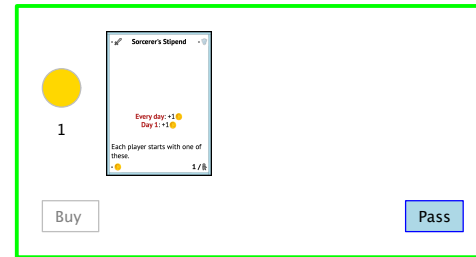 - Sorcerer's Stipend -
Every day: +1
Day 1: +1
Each player starts with one of
these.
- 1 /
1
Buy
Pass